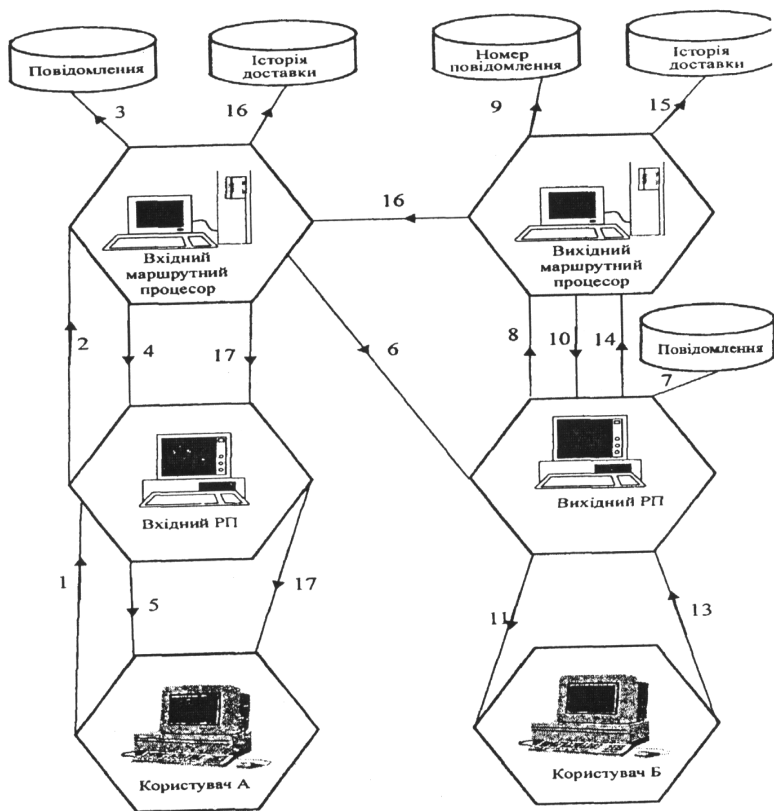 Повідомлення
Історія
доставки
Номер
повідомлення
Історія
доставки
3
16
9
15
16
Вхідний
маршрутний
процесор
Вихідний
маршрутний
процесор
2
4
17
6
8
10
14
Повідомлення
7
Вхідний РП
Вихідний РП
1
5
17
11
13
Користувач А
Користувач Б